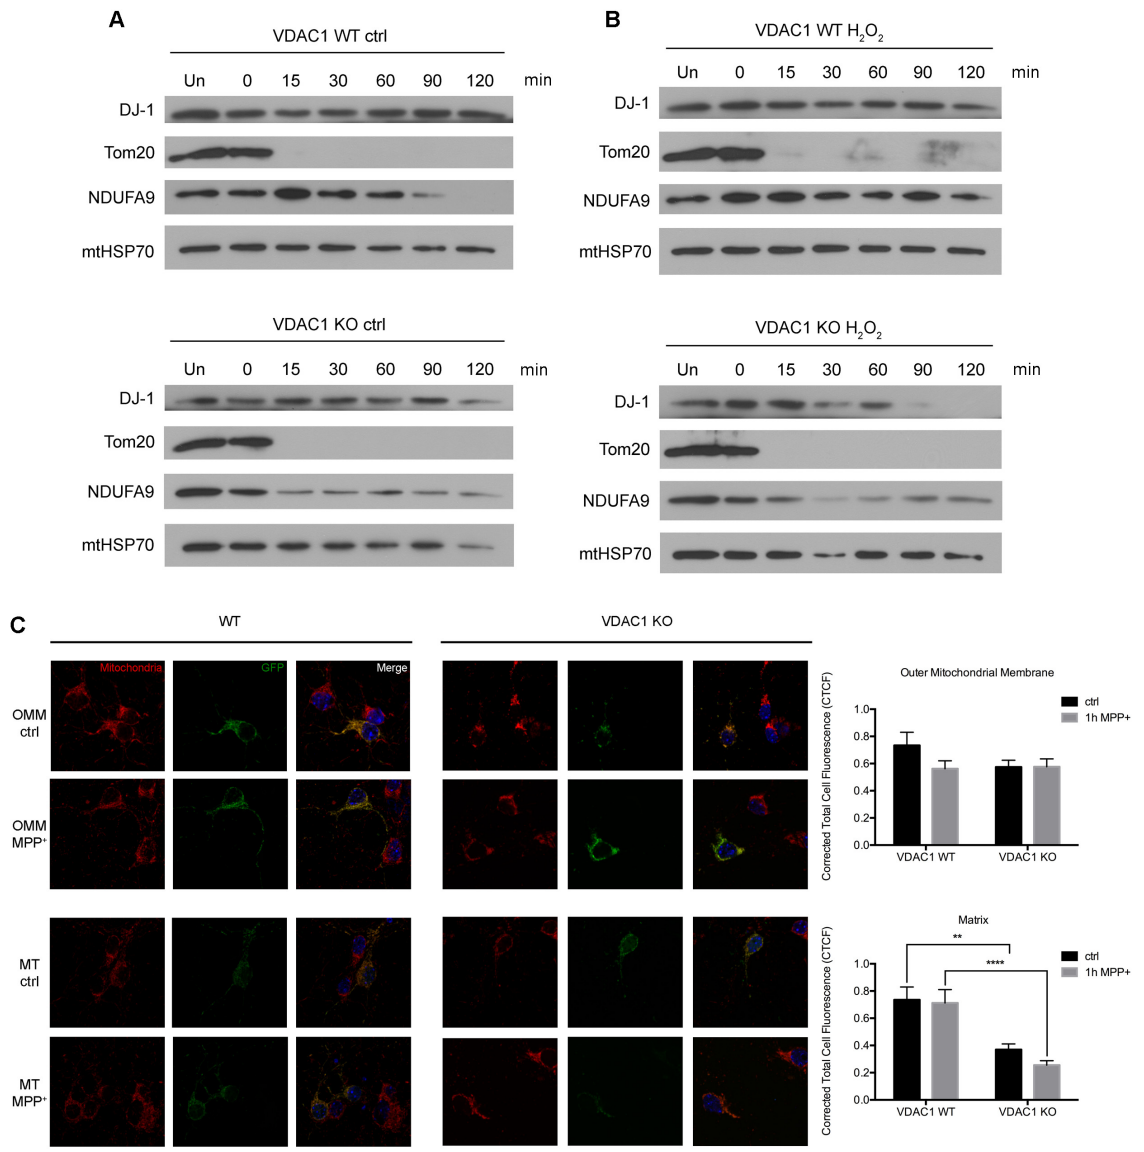 A
VDAC1 WT ctrl
Un 0 15 30 60 90 120 min
DJ-1
Tom20
NDUFA9
mtHSP70
VDAC1 KO ctrl
Un 0 15 30 60 90 120 min
DJ-1
Tom20
NDUFA9
mtHSP70
B
VDAC1 WT H₂O₂
Un 0 15 30 60 90 120 min
DJ-1
Tom20
NDUFA9
mtHSP70
VDAC1 KO H₂O₂
Un 0 15 30 60 90 120 min
DJ-1
Tom20
NDUFA9
mtHSP70
C
WT
VDAC1 KO
Mitochondria GFP Merge
OMM
ctrl
OMM
MPP⁺
MT
ctrl
MT
MPP⁺
Outer Mitochondrial Membrane
Corrected Total Cell Fluorescence (CTCF)
1.0
0.8
0.6
0.4
0.2
0.0
VDAC1 WT VDAC1 KO
ctrl
1h MPP+
Matrix
Corrected Total Cell Fluorescence (CTCF)
1.0
0.8
0.6
0.4
0.2
0.0
**
****
VDAC1 WT VDAC1 KO
ctrl
1h MPP+